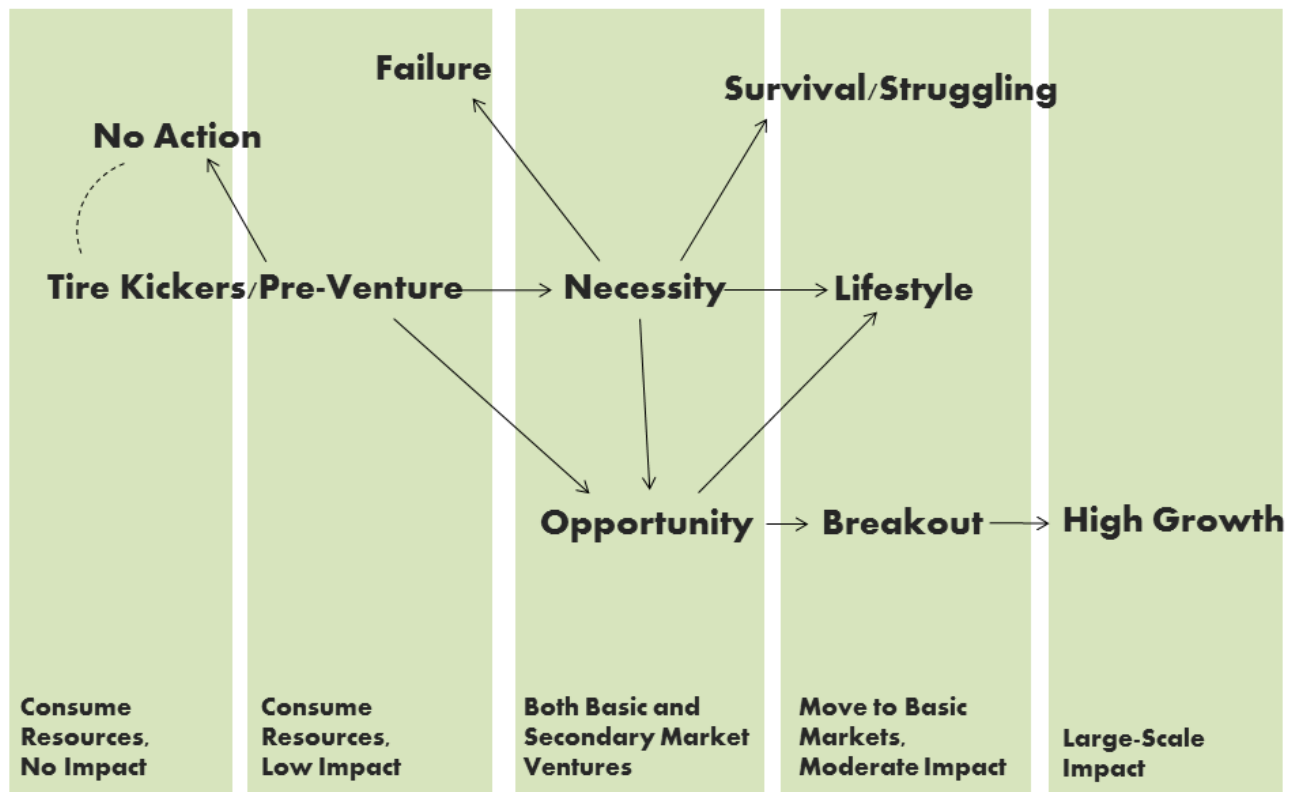 Failure
Survival/Struggling
No Action
Tire Kickers/Pre-Venture
Necessity
Lifestyle
Opportunity
Breakout
High Growth
Consume
Resources,
No Impact
Consume
Resources,
Low Impact
Both Basic and
Secondary Market
Ventures
Move to Basic
Markets,
Moderate Impact
Large-Scale
Impact